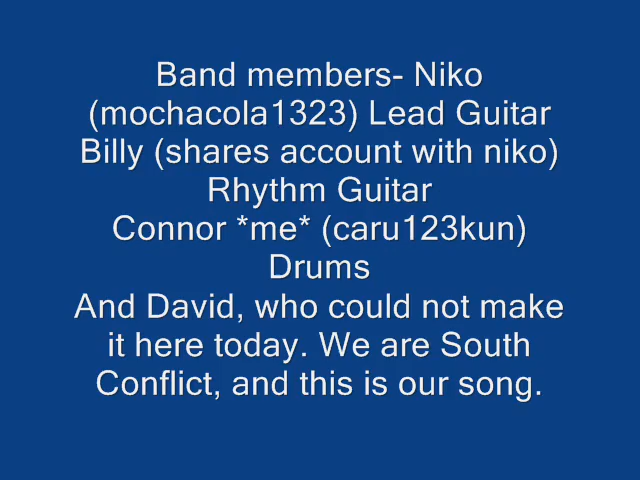 Band members- Niko
(mochacola1323) Lead Guitar
Billy (shares account with niko)
Rhythm Guitar
Connor *me* (caru123kun)
Drums
And David, who could not make
it here today. We are South
Conflict, and this is our song.